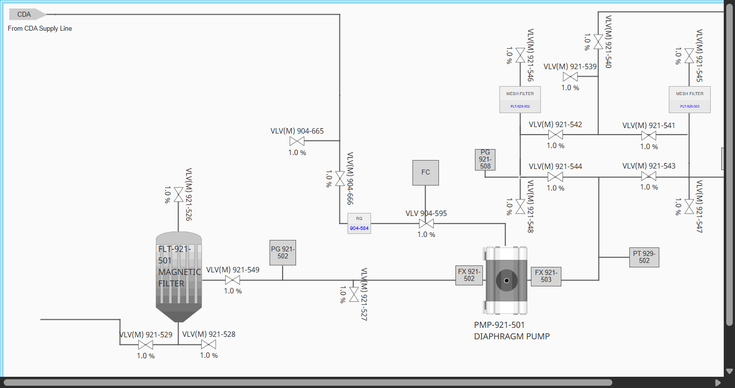 CDA
From CDA Supply Line
VLV(M) 904-665
1.0 %
VLV(M) 904-666
1.0 %
RG
904-584
FC
VLV 904-595
1.0 %
VLV(M) 921-546
1.0 %
VLV(M) 921-540
1.0 %
VLV(M) 921-539
1.0 %
VLV(M) 921-545
1.0 %
MESH FILTER
MESH FILTER
VLV(M) 921-542
1.0 %
VLV(M) 921-541
1.0 %
PG
921-
508
VLV(M) 921-544
1.0 %
VLV(M) 921-543
1.0 %
VLV(M) 921-548
1.0 %
VLV(M) 921-547
1.0 %
VLV(M) 921-526
1.0 %
FLT-921-
501
MAGNETIC
FILTER
VLV(M) 921-549
1.0 %
PG 921-
502
VLV(M) 921-527
1.0 %
FX 921-
502
FX 921-
503
PT 929-
502
PMP-921-501
DIAPHRAGM PUMP
VLV(M) 921-529
1.0 %
VLV(M) 921-528
1.0 %